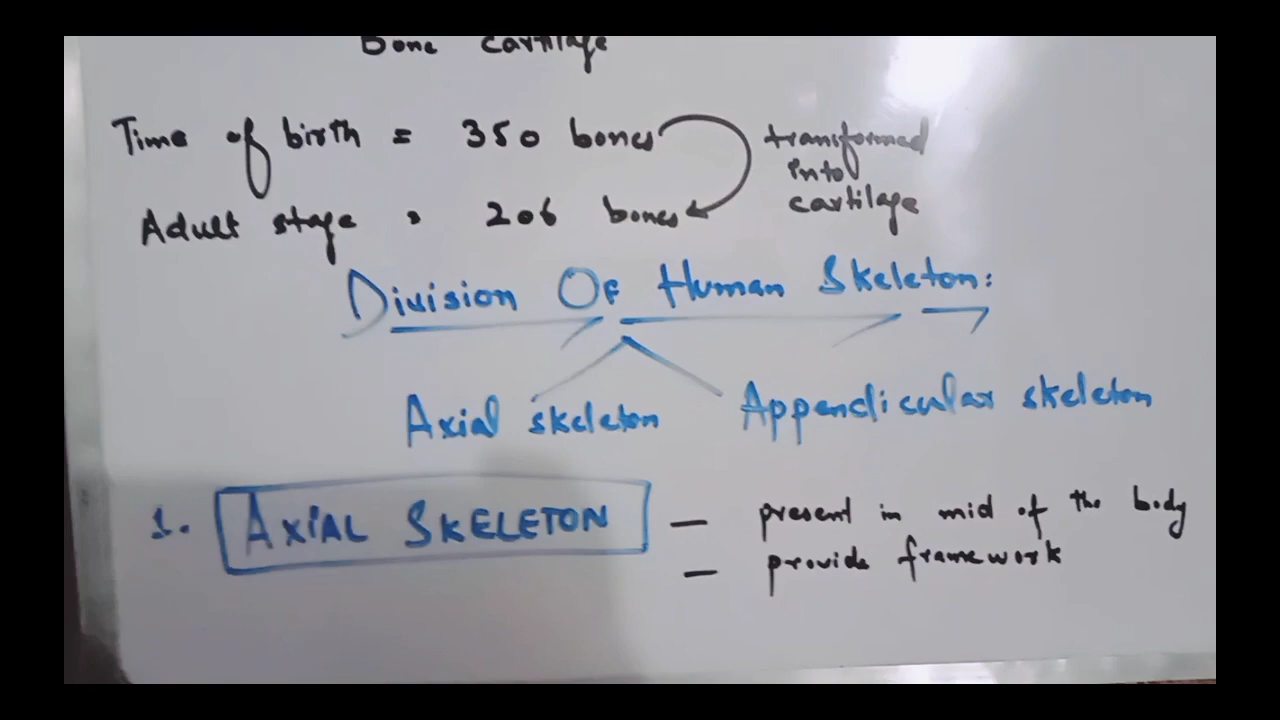 Bone cartilage
Time of birth = 350 bones
transformed
into
cartilage
Adult stage = 206 bones
Division Of Human Skeleton:
Axial skeleton
Appendicular skeleton
1. AXIAL SKELETON
— present in mid of the body
— provide framework